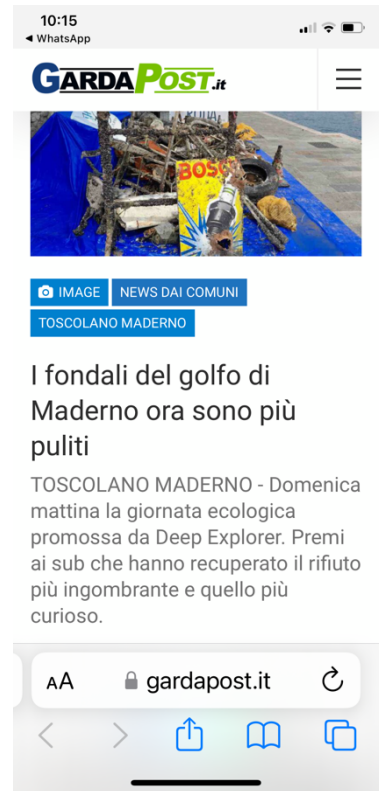 10:15
◀ WhatsApp
GARDAPOST.it
BOSC
IMAGE
NEWS DAI COMUNI
TOSCOLANO MADERNO
I fondali del golfo di
Maderno ora sono più
puliti
TOSCOLANO MADERNO - Domenica
mattina la giornata ecologica
promossa da Deep Explorer. Premi
ai sub che hanno recuperato il rifiuto
più ingombrante e quello più
curioso.
AA gardapost.it